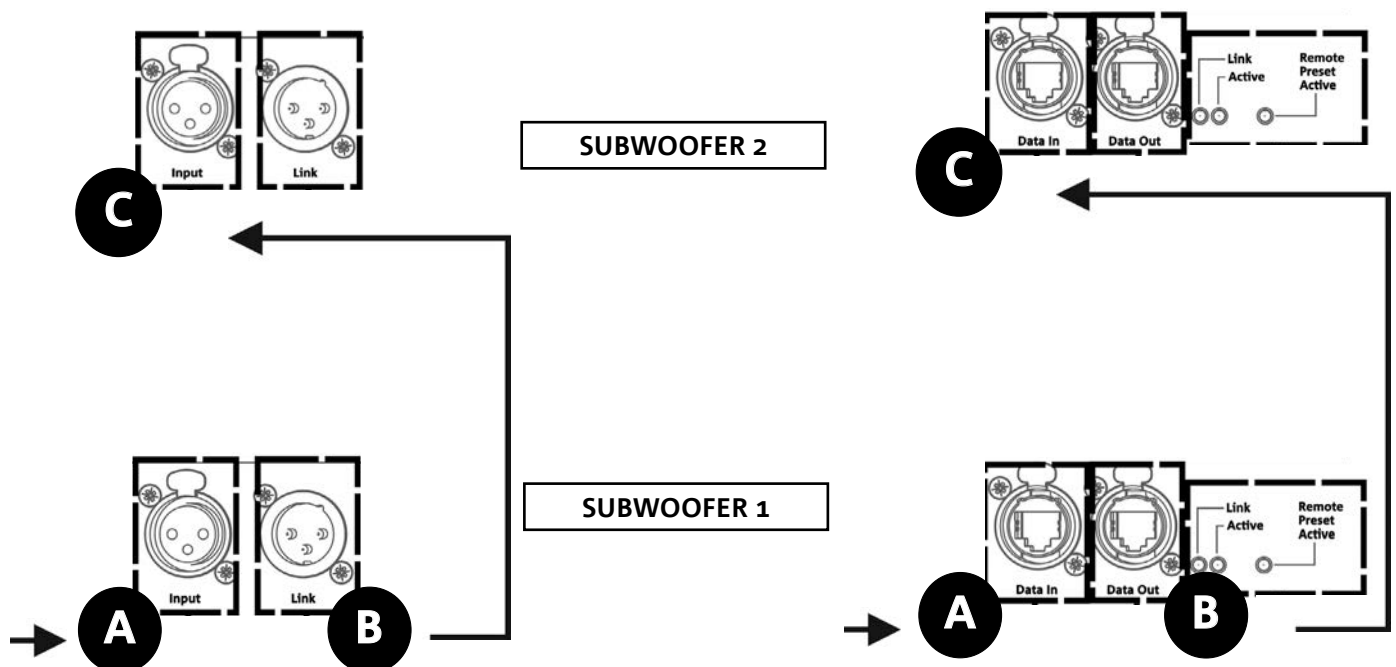 Input
Link
C
SUBWOOFER 2
Data In
Data Out
Link
Active
Remote
Preset
Active
C
Input
Link
A
B
SUBWOOFER 1
Data In
Data Out
Link
Active
Remote
Preset
Active
A
B